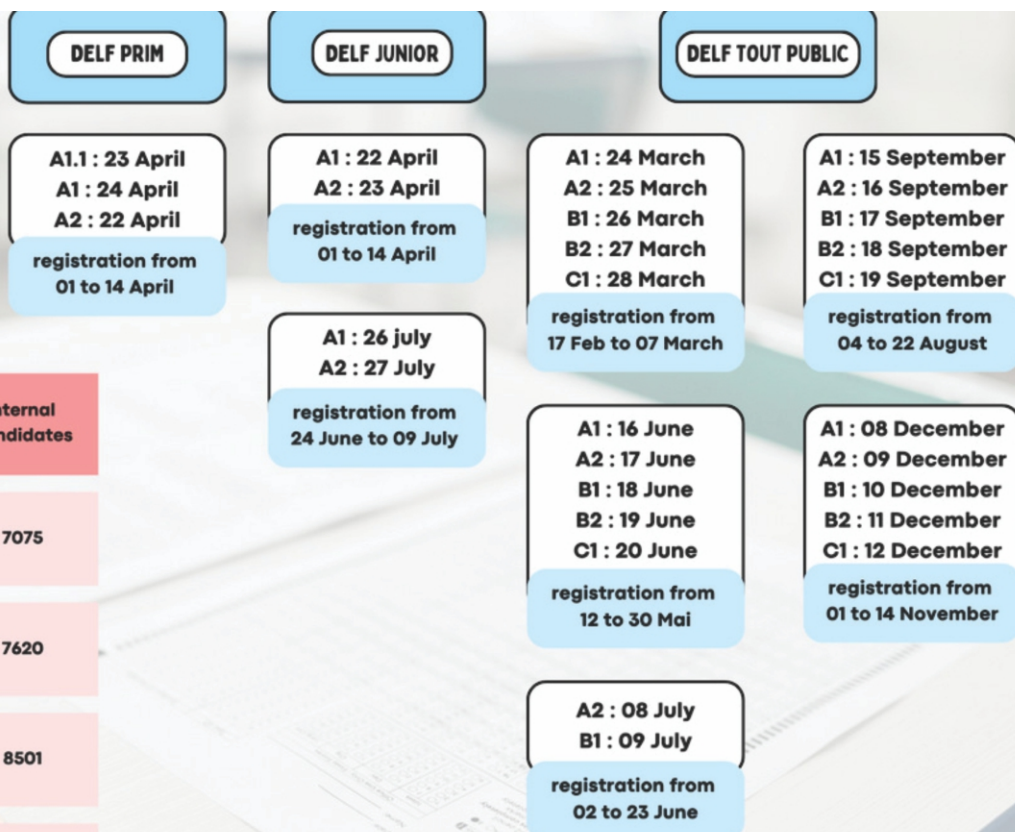 DELF PRIM
A1.1 : 23 April
A1 : 24 April
A2 : 22 April
registration from
01 to 14 April
DELF JUNIOR
A1 : 22 April
A2 : 23 April
registration from
01 to 14 April
A1 : 26 july
A2 : 27 July
registration from
24 June to 09 July
DELF TOUT PUBLIC
A1 : 24 March
A2 : 25 March
B1 : 26 March
B2 : 27 March
C1 : 28 March
registration from
17 Feb to 07 March
A1 : 16 June
A2 : 17 June
B1 : 18 June
B2 : 19 June
C1 : 20 June
registration from
12 to 30 Mai
A2 : 08 July
B1 : 09 July
registration from
02 to 23 June
A1 : 15 September
A2 : 16 September
B1 : 17 September
B2 : 18 September
C1 : 19 September
registration from
04 to 22 August
A1 : 08 December
A2 : 09 December
B1 : 10 December
B2 : 11 December
C1 : 12 December
registration from
01 to 14 November
ternal
ndidates
7075
7620
8501